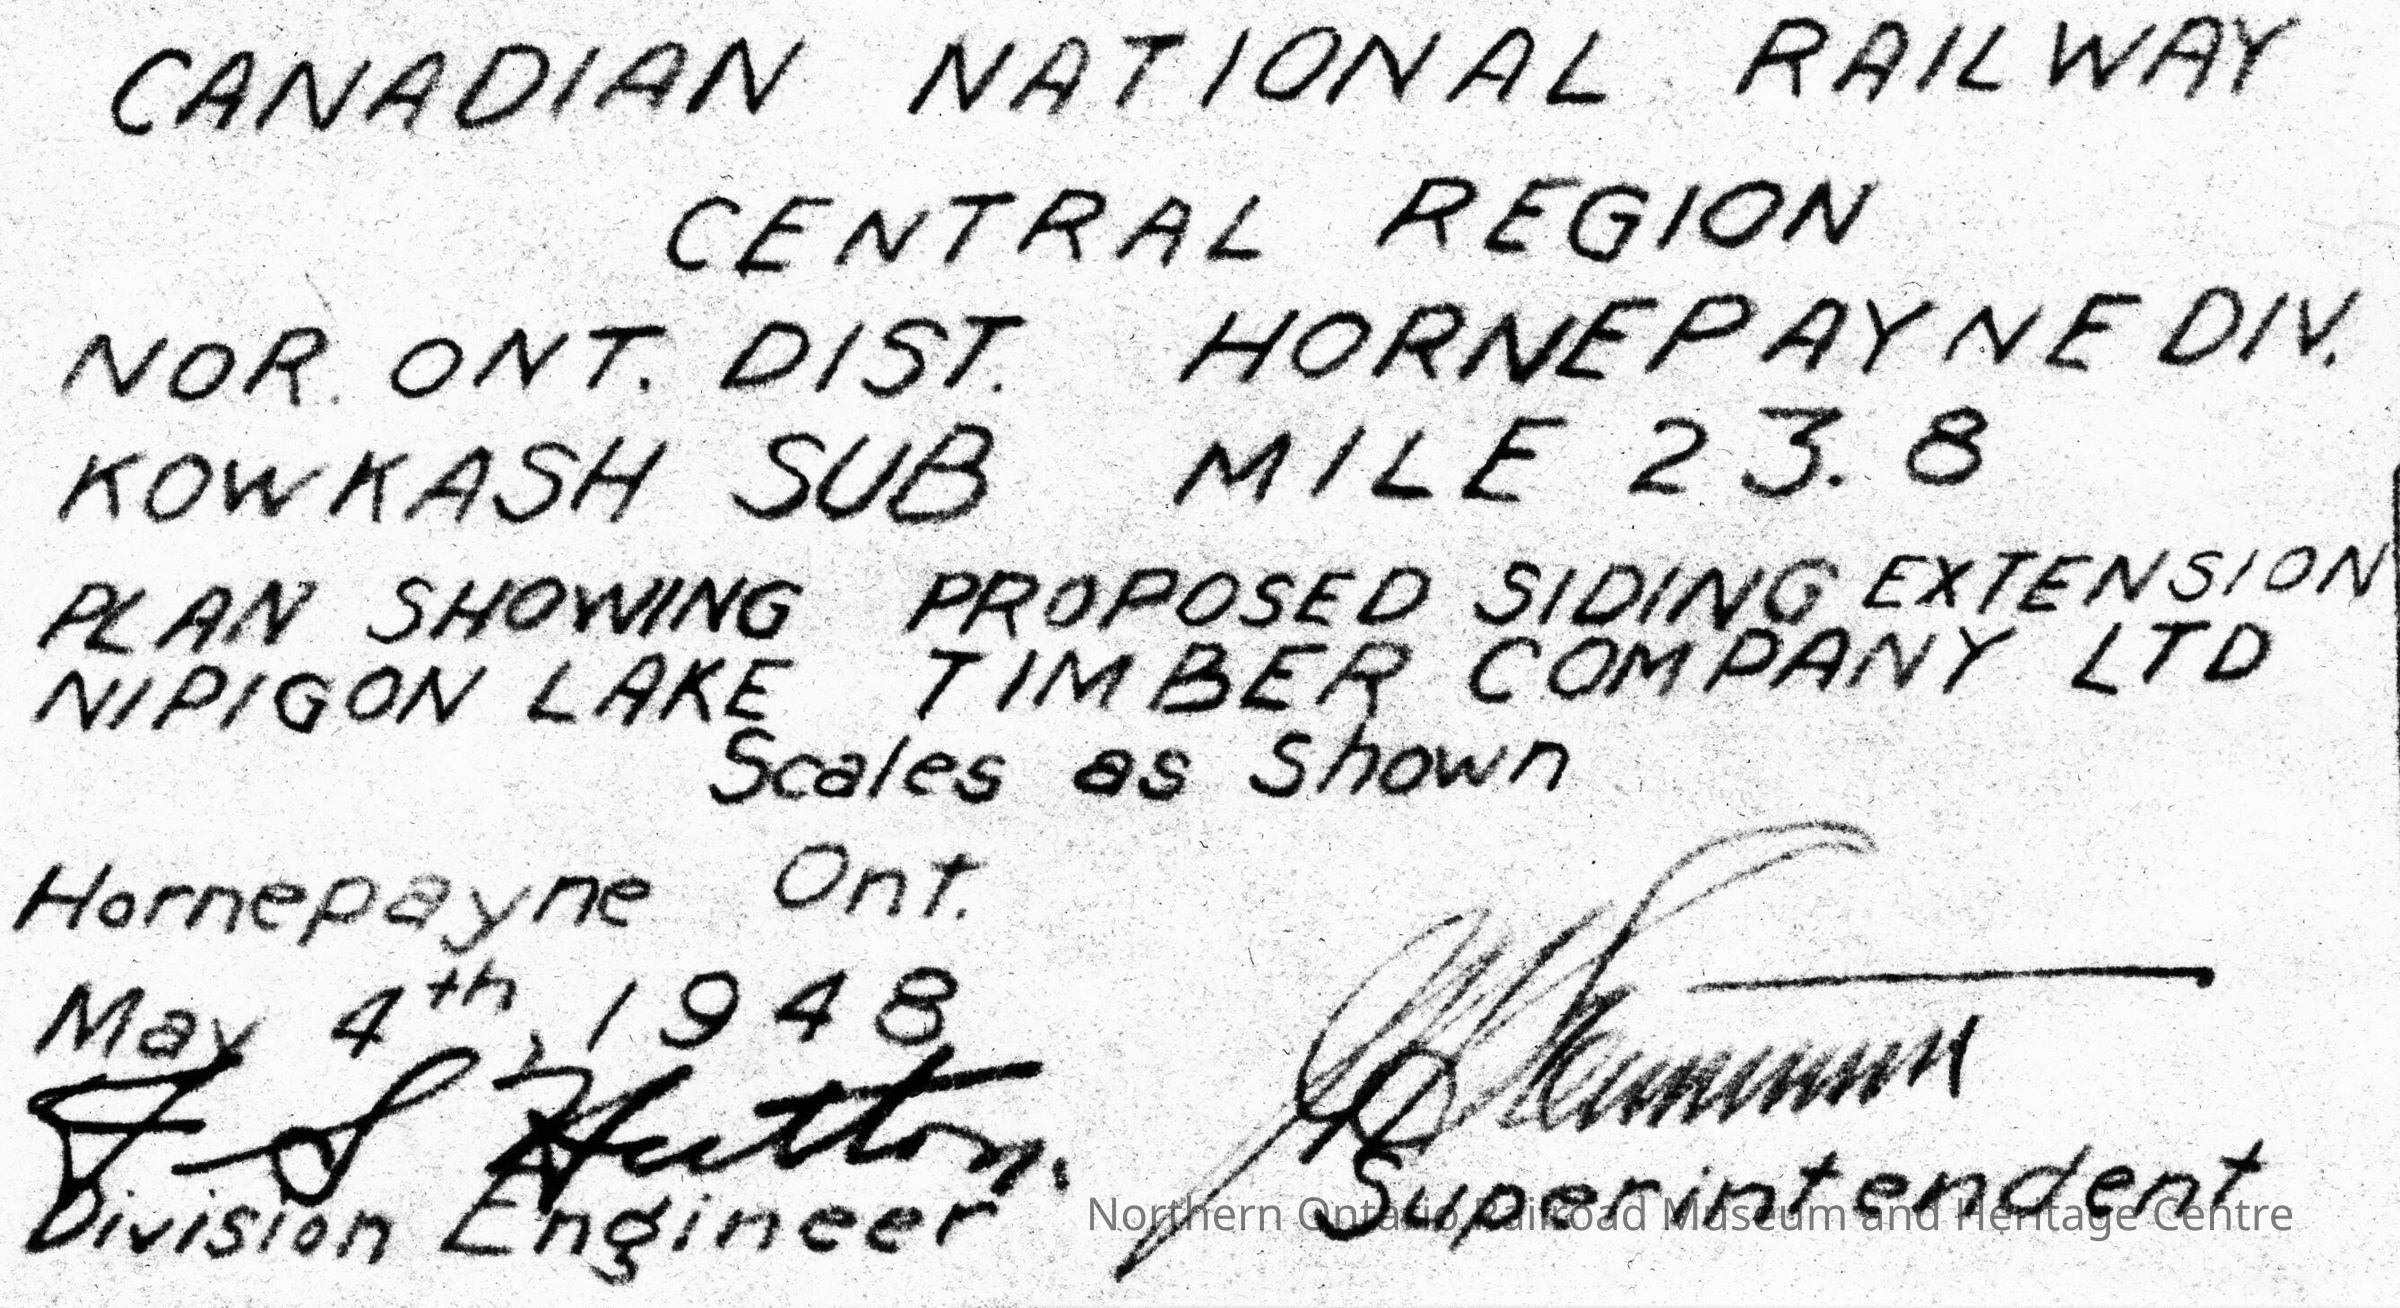 CANADIAN NATIONAL RAILWAY
CENTRAL REGION
NOR. ONT. DIST. HORNEPAYNE DIV.
KOWKASH SUB MILE 23.8
PLAN SHOWING PROPOSED SIDING EXTENSION
NIPIGON LAKE TIMBER COMPANY LTD
Scales as Shown
Hornepayne Ont.
May 4th, 1948
Hutton.
Division Engineer
Superintendent
Northern Ontario Railroad Museum and Heritage Centre